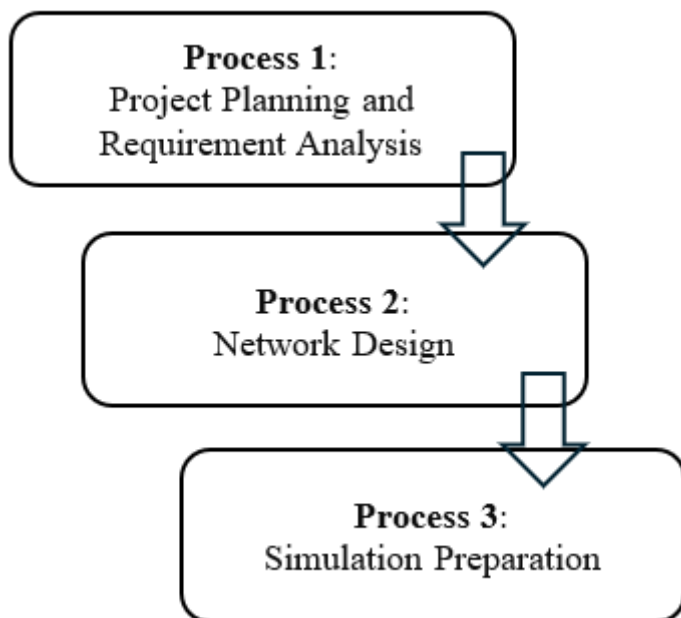 Process 1:
Project Planning and
Requirement Analysis
Process 2:
Network Design
Process 3:
Simulation Preparation